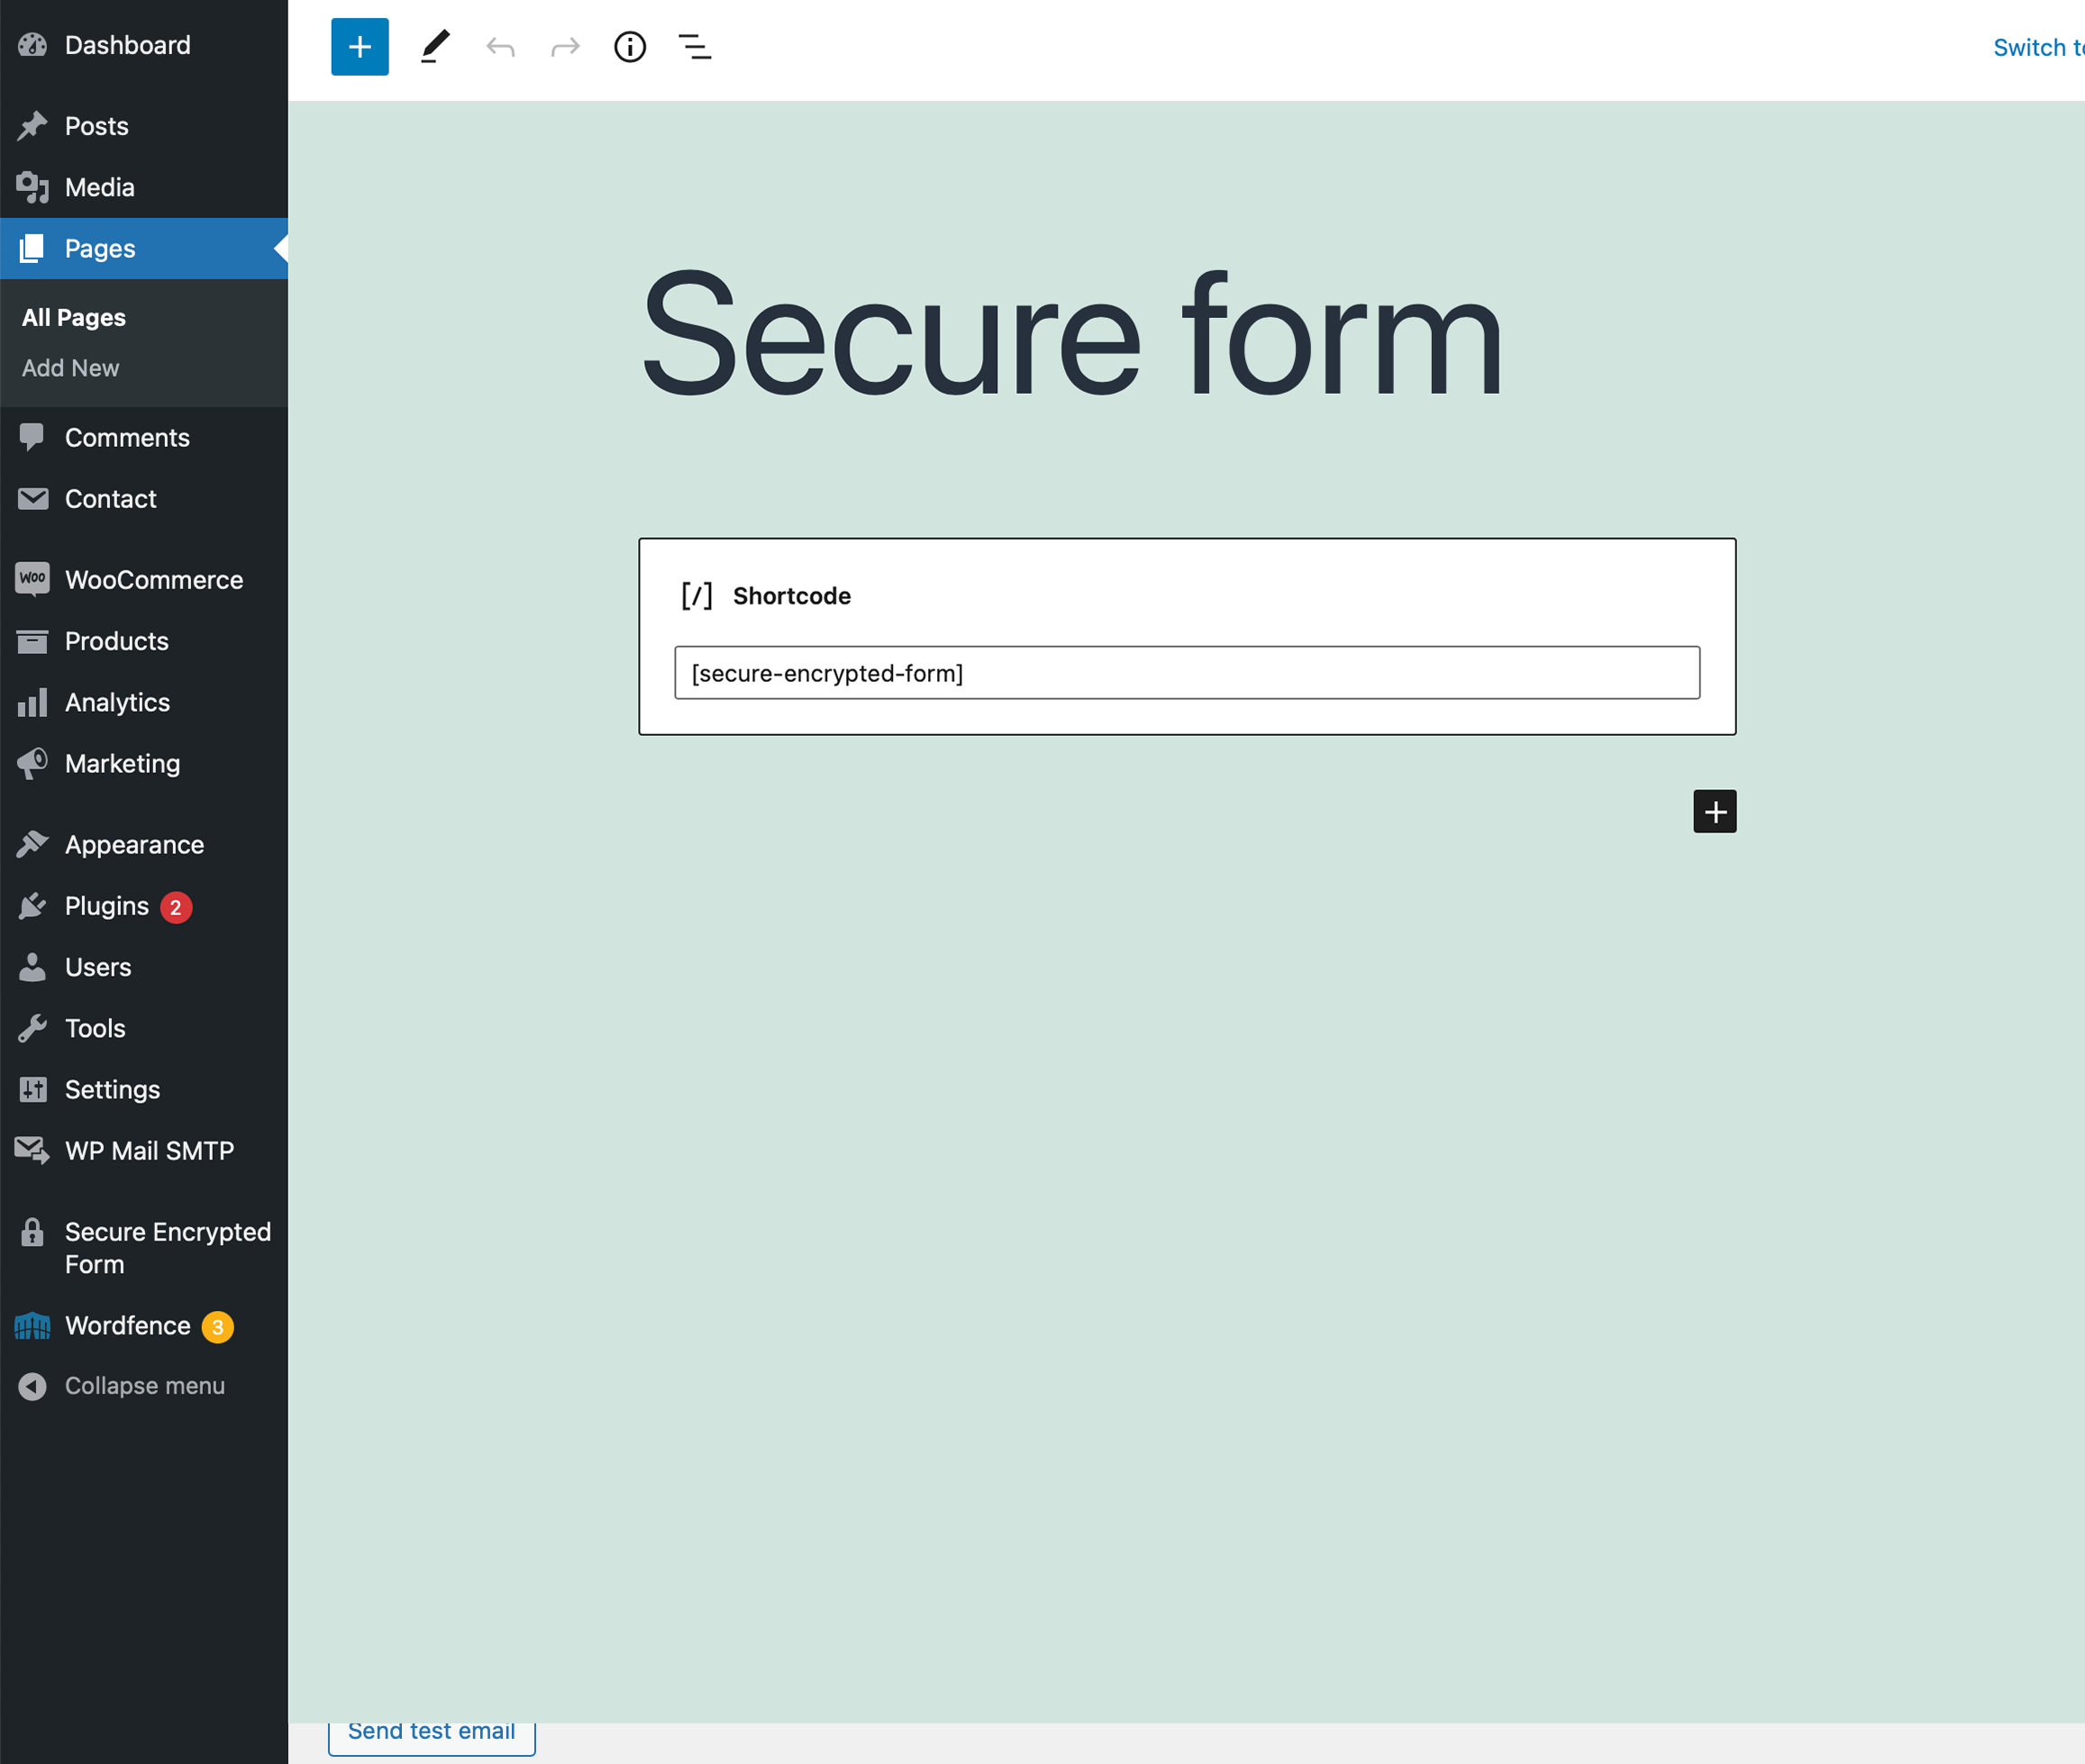 Dashboard
Posts
Media
Pages
All Pages
Add New
Comments
Contact
Woo WooCommerce
Products
Analytics
Marketing
Appearance
Plugins 2
Users
Tools
Settings
WP Mail SMTP
Secure Encrypted
Form
Wordfence 3
Collapse menu
Switch
Secure form
[/] Shortcode
[secure-encrypted-form]
Send test email